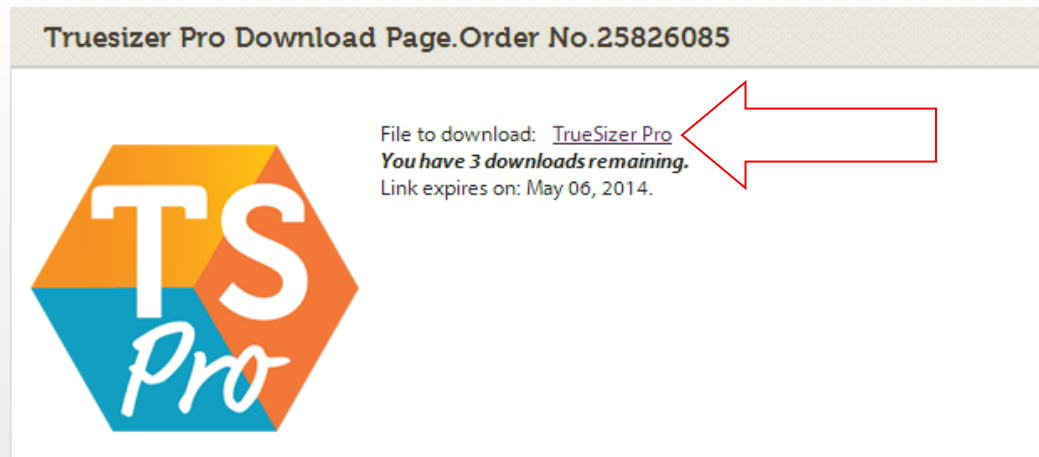 Truesizer Pro Download Page.Order No.25826085
File to download: TrueSizer Pro
You have 3 downloads remaining.
Link expires on: May 06, 2014.
TS
Pro